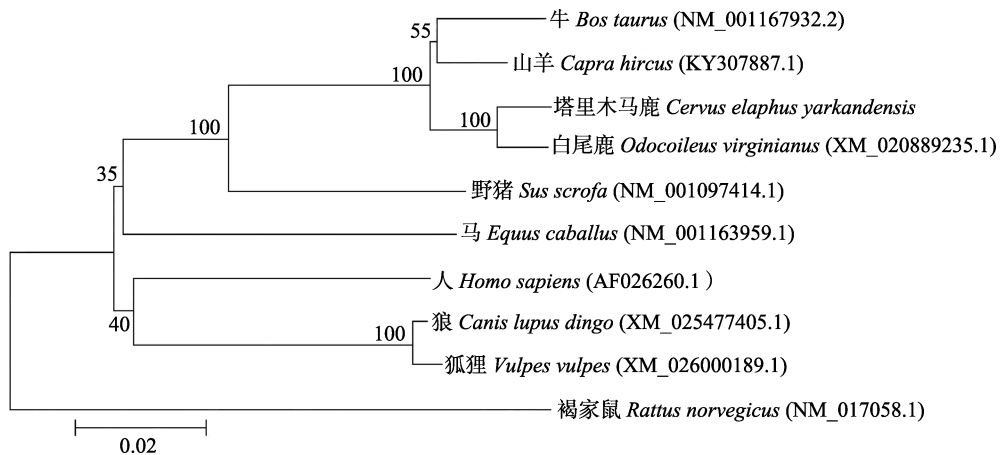 牛 Bos taurus (NM_001167932.2)
55
山羊 Capra hircus (KY307887.1)
100
塔里木马鹿 Cervus elaphus yarkandensis
100
白尾鹿 Odocoileus virginianus (XM_020889235.1)
100
野猪 Sus scrofa (NM_001097414.1)
35
马 Equus caballus (NM_001163959.1)
人 Homo sapiens (AF026260.1 )
40
狼 Canis lupus dingo (XM_025477405.1)
100
狐狸 Vulpes vulpes (XM_026000189.1)
褐家鼠 Rattus norvegicus (NM_017058.1)
0.02